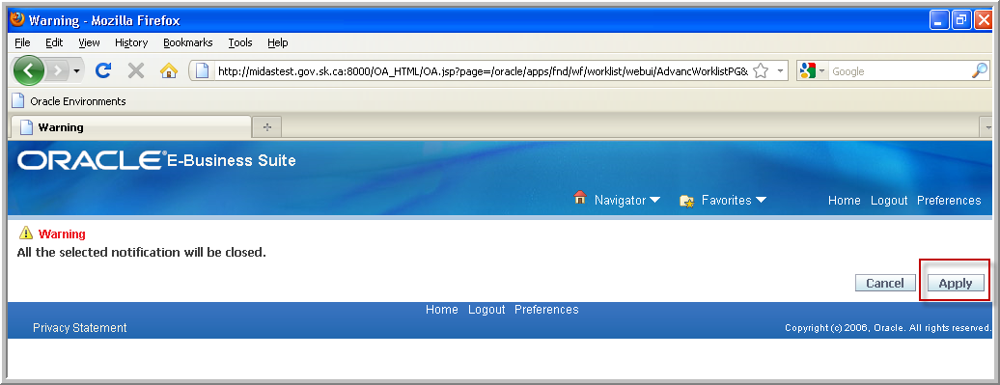 Warning - Mozilla Firefox
File Edit View History Bookmarks Tools Help
http://midastest.gov.sk.ca:8000/OA_HTML/OA.jsp?page=/oracle/apps/fnd/wf/worklist/webui/AdvancWorklistPG& Google
Oracle Environments
Warning
ORACLE® E-Business Suite
Navigator Favorites Home Logout Preferences
Warning
All the selected notification will be closed.
Cancel Apply
Home Logout Preferences
Privacy Statement Copyright (c) 2006, Oracle. All rights reserved.